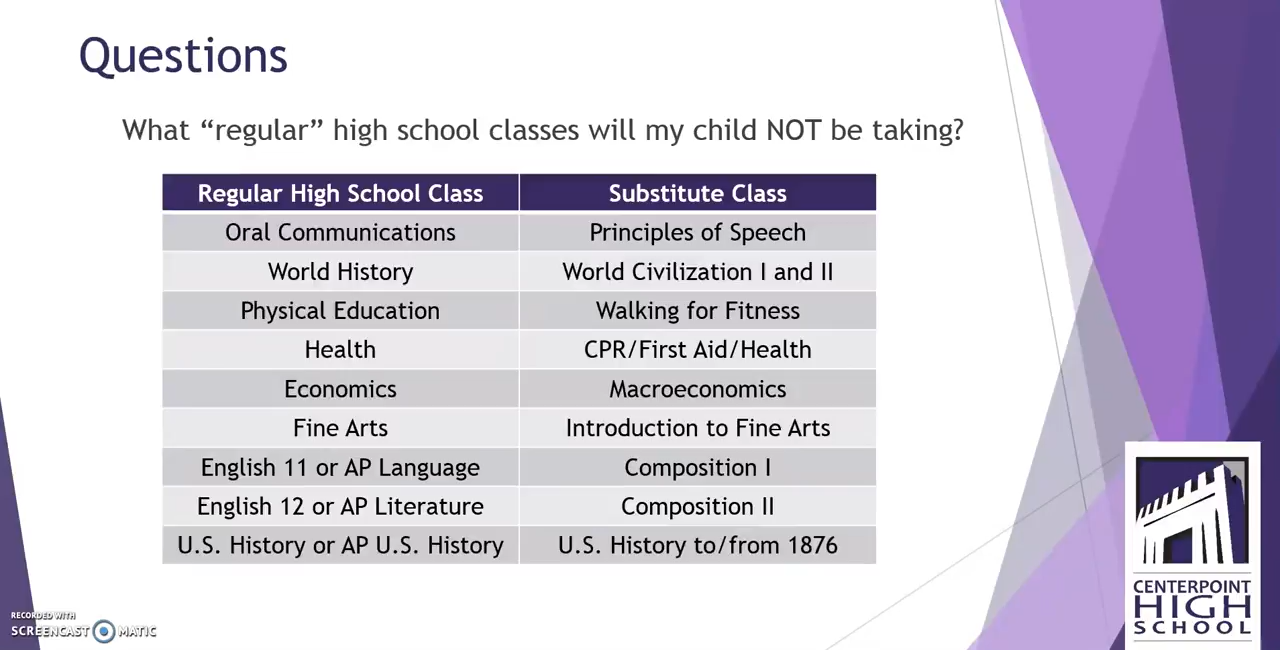 Questions
What “regular” high school classes will my child NOT be taking?
Regular High School Class Substitute Class
Oral Communications Principles of Speech
World History World Civilization I and II
Physical Education Walking for Fitness
Health CPR/First Aid/Health
Economics Macroeconomics
Fine Arts Introduction to Fine Arts
English 11 or AP Language Composition I
English 12 or AP Literature Composition II
U.S. History or AP U.S. History U.S. History to/from 1876
CENTERPOINT
HIGH
SCHOOL
RECORDED WITH
SCREENCAST MATIC